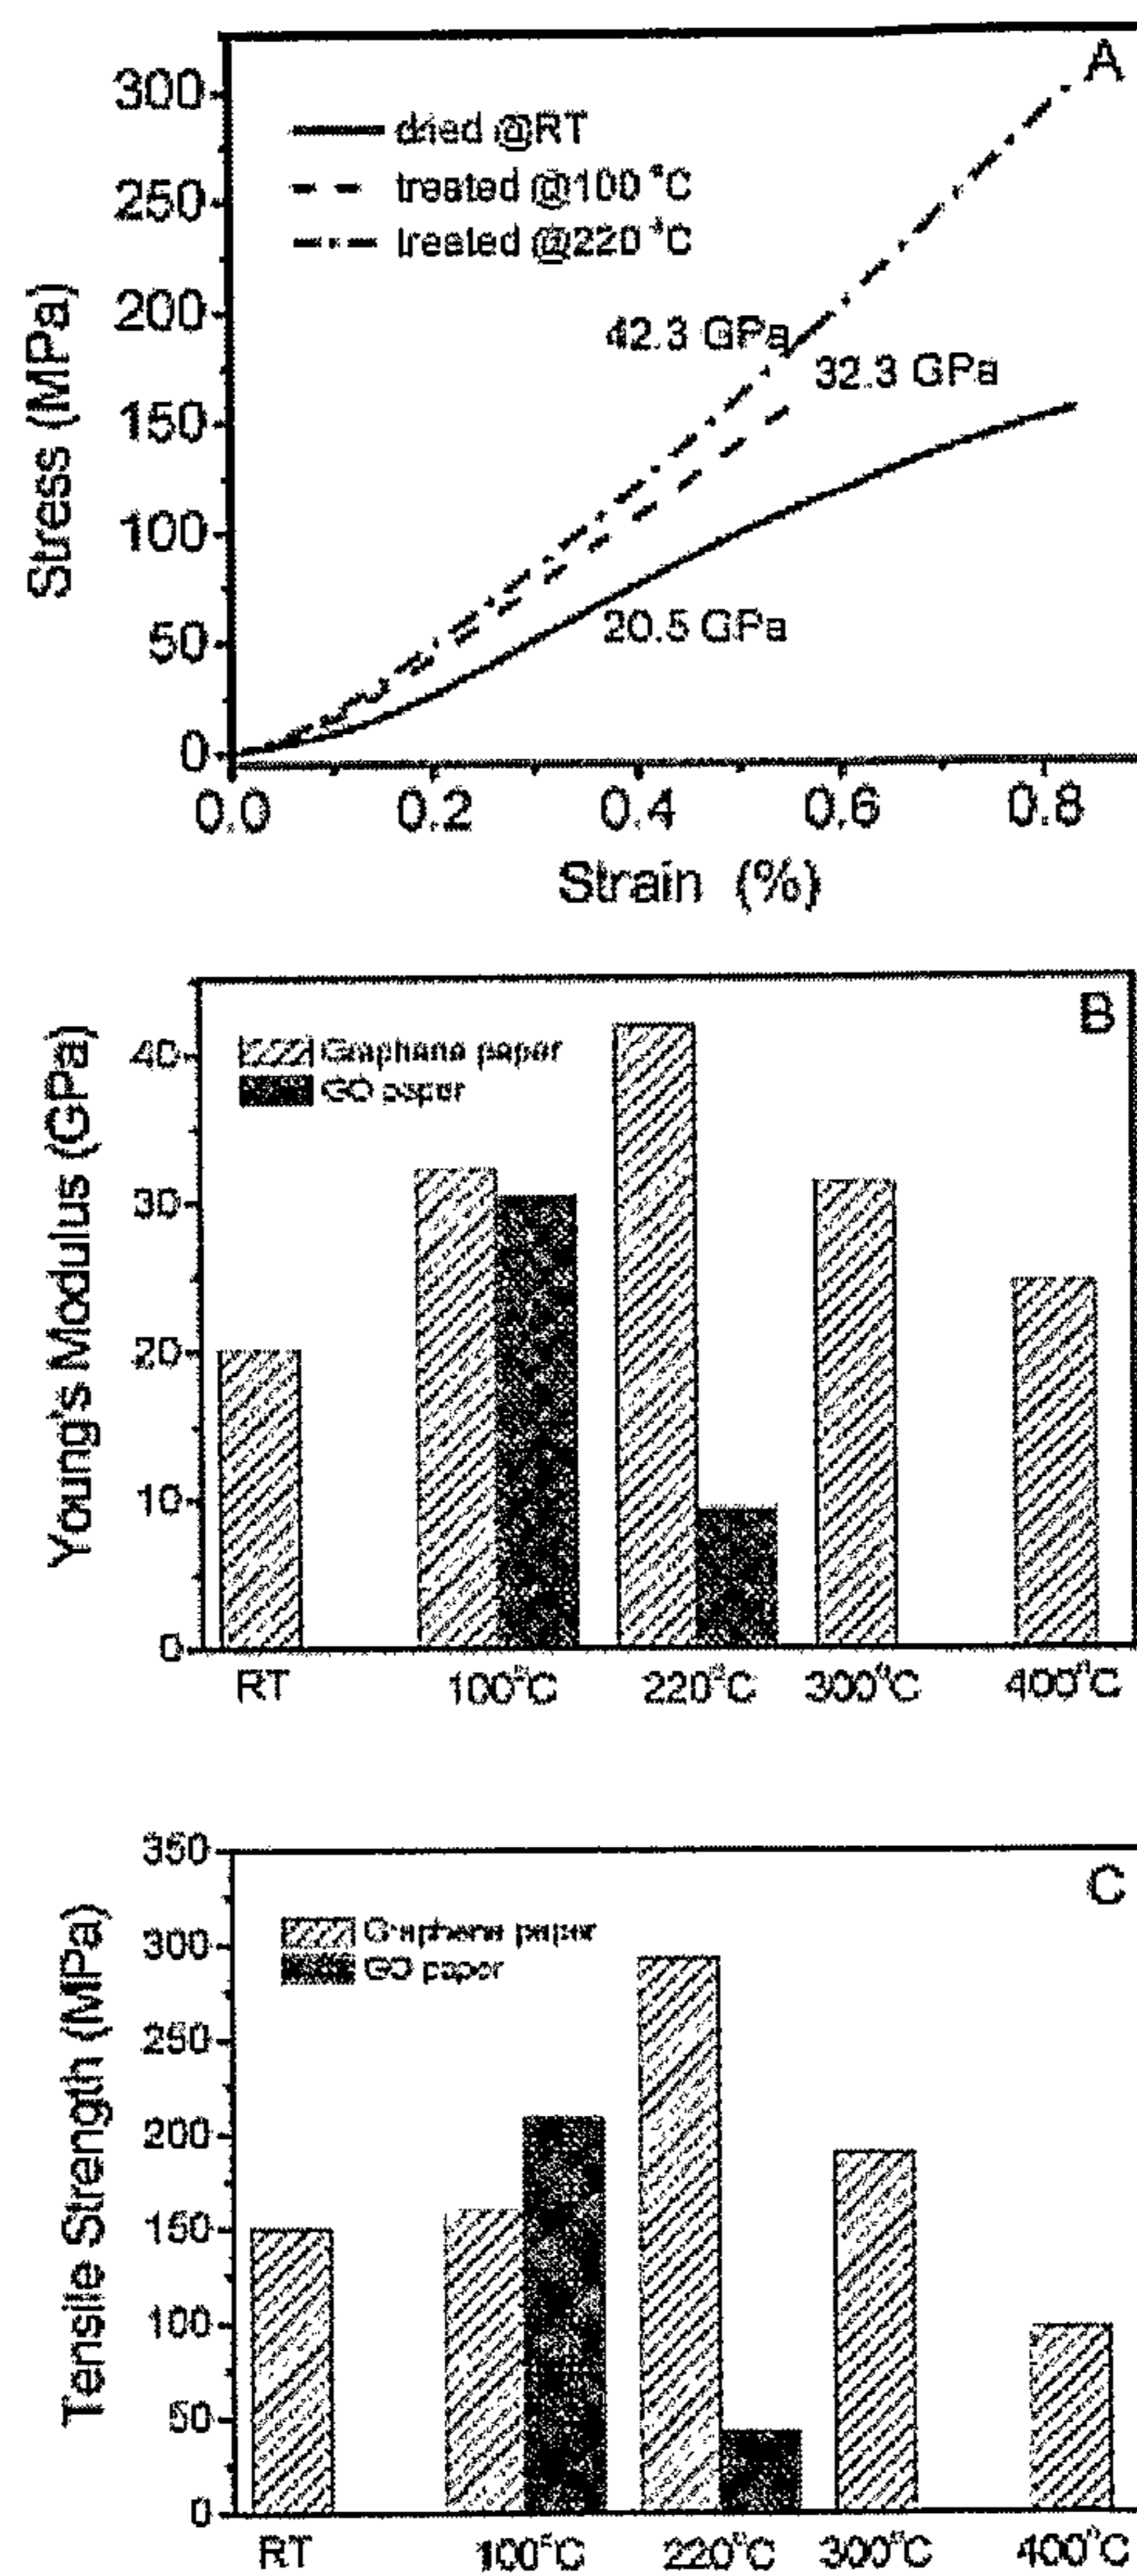 A
300
250
200
150
100
50
0
dried @RT
treated @100 °C
treated @220 °C
42.3 GPa
32.3 GPa
20.5 GPa
Stress (MPa)
0.0 0.2 0.4 0.6 0.8
Strain (%)
B
Graphene paper
GO paper
40
30
20
10
0
Young's Modulus (GPa)
RT 100°C 220°C 300°C 400°C
C
350
300
250
200
150
100
50
0
Graphene paper
GO paper
Tensile Strength (MPa)
RT 100°C 220°C 300°C 400°C